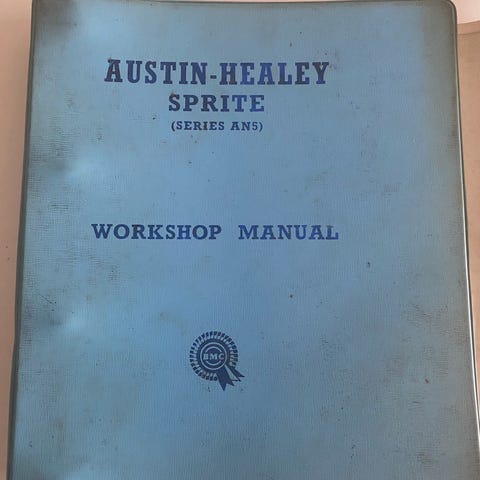 AUSTIN-HEALEY
SPRITE
(SERIES AN5)
WORKSHOP MANUAL
BMC